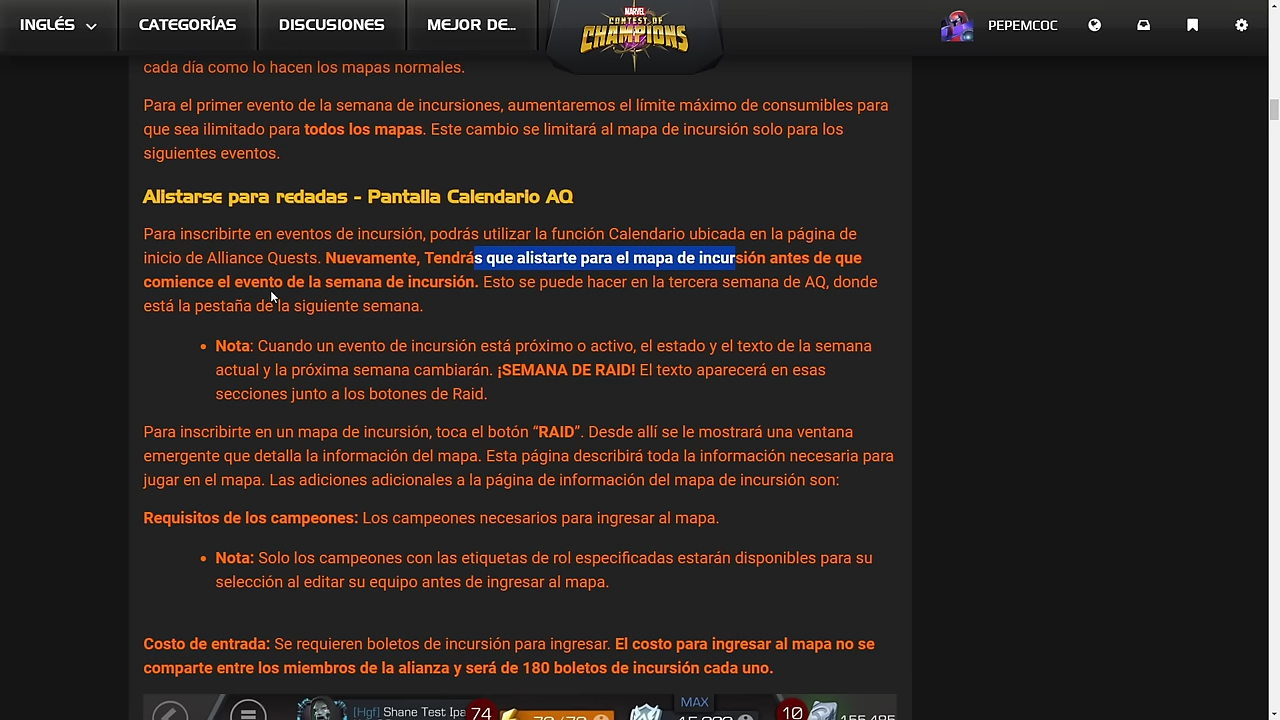 INGLÉS
CATEGORÍAS
DISCUSIONES
MEJOR DE...
MARVEL
CONTEST OF
CHAMPIONS
PEPEMCOC
cada día como lo hacen los mapas normales.
Para el primer evento de la semana de incursiones, aumentaremos el límite máximo de consumibles para
que sea ilimitado para todos los mapas. Este cambio se limitará al mapa de incursión solo para los
siguientes eventos.
Alistarse para redadas - Pantalla Calendario AQ
Para inscribirte en eventos de incursión, podrás utilizar la función Calendario ubicada en la página de
inicio de Alliance Quests. Nuevamente, Tendrás que alistarte para el mapa de incursión antes de que
comience el evento de la semana de incursión. Esto se puede hacer en la tercera semana de AQ, donde
está la pestaña de la siguiente semana.
• Nota: Cuando un evento de incursión está próximo o activo, el estado y el texto de la semana
actual y la próxima semana cambiarán. ¡SEMANA DE RAID! El texto aparecerá en esas
secciones junto a los botones de Raid.
Para inscribirte en un mapa de incursión, toca el botón “RAID”. Desde allí se le mostrará una ventana
emergente que detalla la información del mapa. Esta página describirá toda la información necesaria para
jugar en el mapa. Las adiciones adicionales a la página de información del mapa de incursión son:
Requisitos de los campeones: Los campeones necesarios para ingresar al mapa.
• Nota: Solo los campeones con las etiquetas de rol especificadas estarán disponibles para su
selección al editar su equipo antes de ingresar al mapa.
Costo de entrada: Se requieren boletos de incursión para ingresar. El costo para ingresar al mapa no se
comparte entre los miembros de la alianza y será de 180 boletos de incursión cada uno.
[Hgf] Shane Test Ipa
74
MAX
10